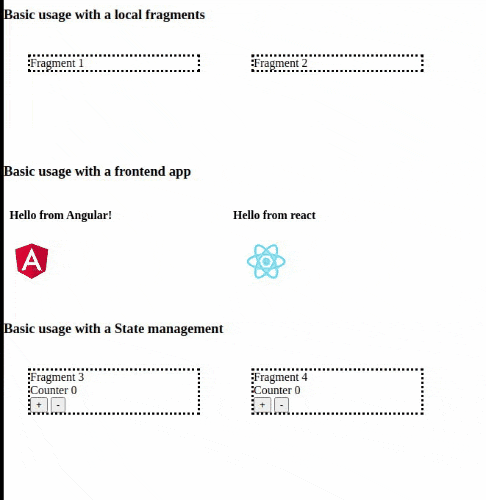 Basic usage with a local fragments
Fragment 1
Fragment 2
Basic usage with a frontend app
Hello from Angular!
Hello from react
A
Basic usage with a State management
Fragment 3
Counter 0
+ -
Fragment 4
Counter 0
+ -